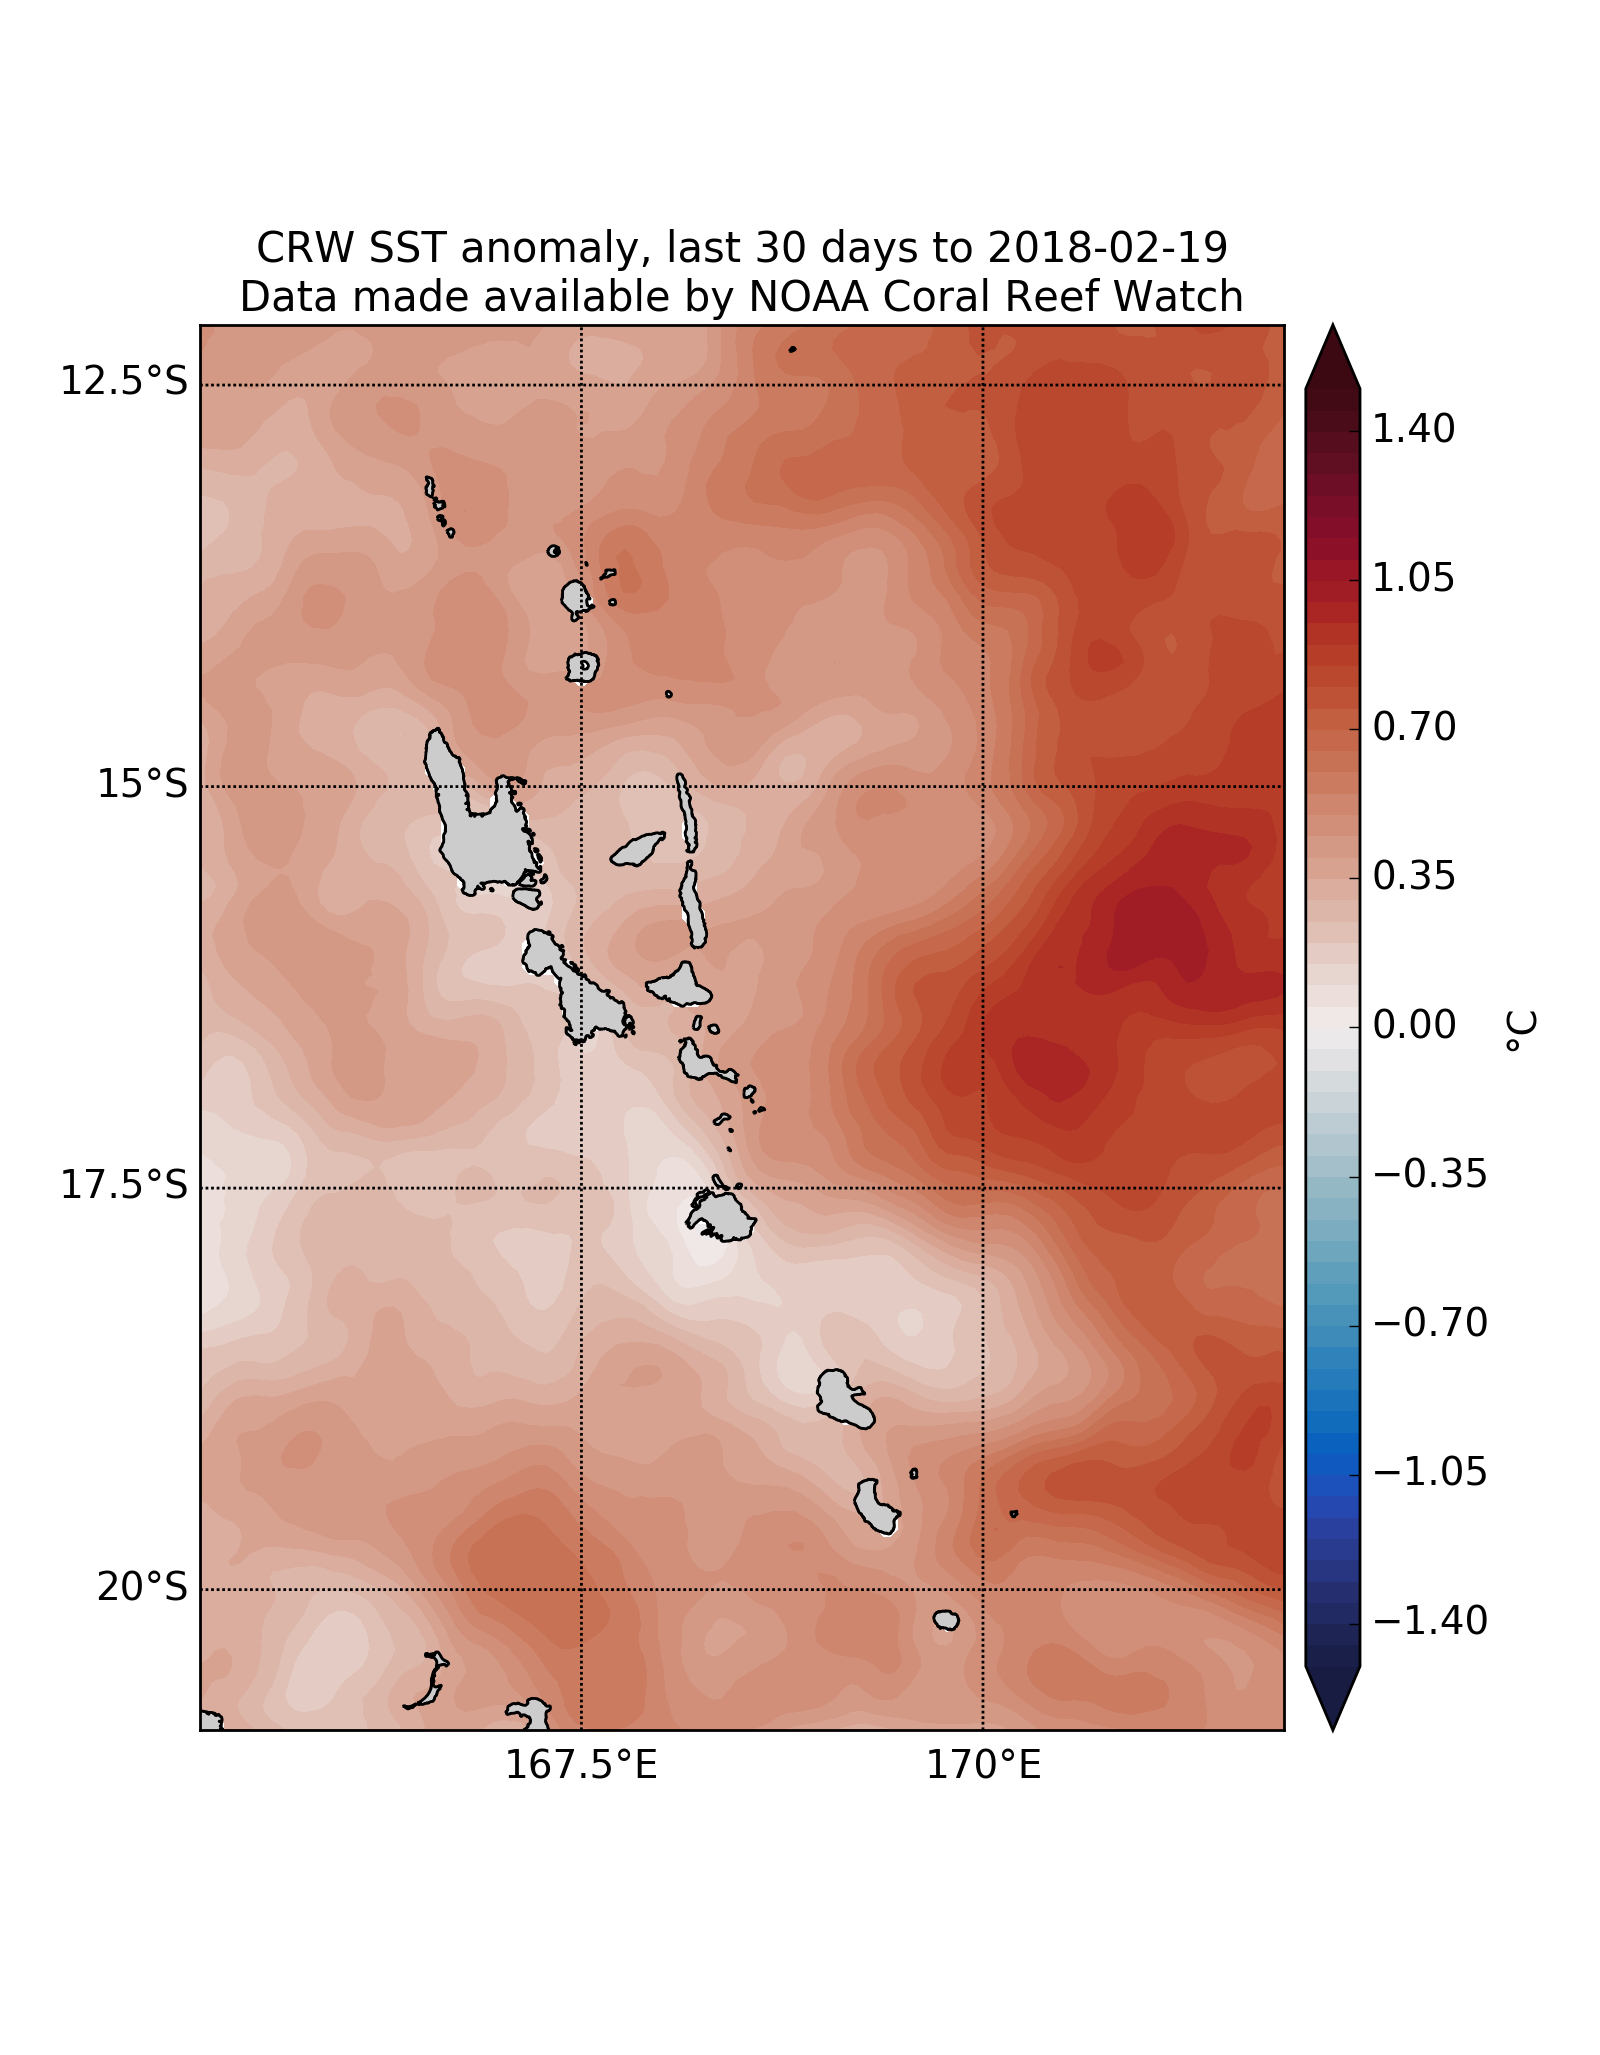 CRW SST anomaly, last 30 days to 2018-02-19
Data made available by NOAA Coral Reef Watch
12.5°S
15°S
17.5°S
20°S
167.5°E
170°E
1.40
1.05
0.70
0.35
0.00
−0.35
−0.70
−1.05
−1.40
°C